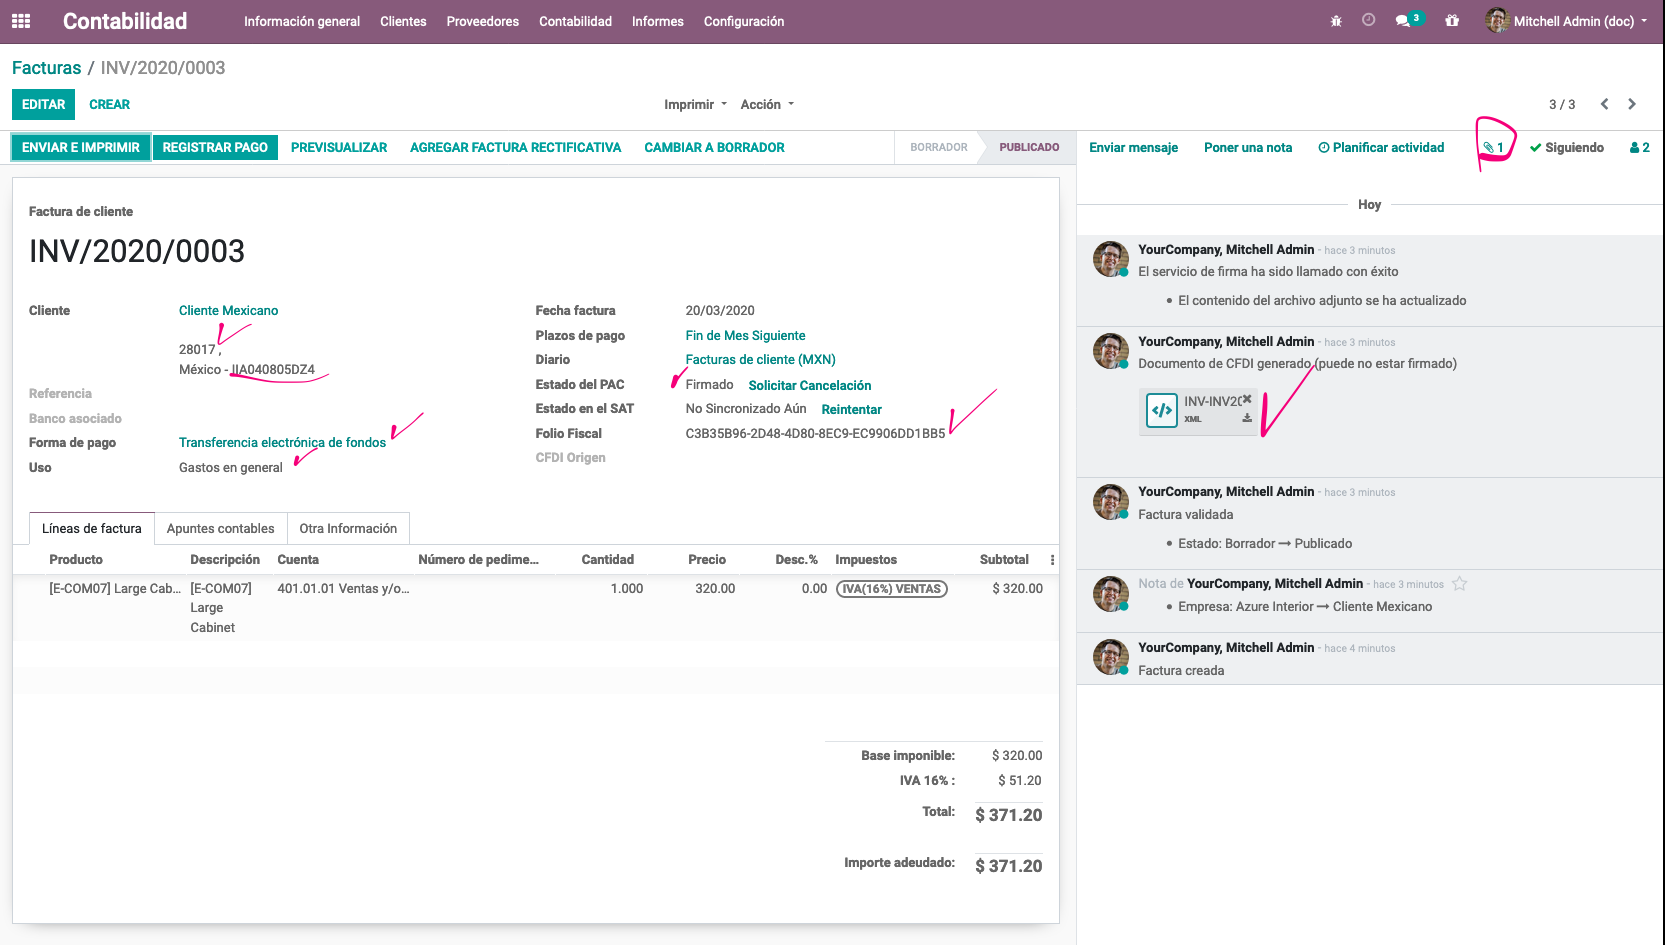 Contabilidad
Información general Clientes Proveedores Contabilidad Informes Configuración
3 Mitchell Admin (doc)
Facturas / INV/2020/0003
EDITAR CREAR
Imprimir Acción
3 / 3
ENVIAR E IMPRIMIR REGISTRAR PAGO PREVISUALIZAR AGREGAR FACTURA RECTIFICATIVA CAMBIAR A BORRADOR
BORRADOR PUBLICADO
Factura de cliente
INV/2020/0003
Cliente Cliente Mexicano
28017 ,
México - IIA040805DZ4
Referencia
Banco asociado
Forma de pago Transferencia electrónica de fondos
Uso Gastos en general
Fecha factura 20/03/2020
Plazos de pago Fin de Mes Siguiente
Diario Facturas de cliente (MXN)
Estado del PAC Firmado Solicitar Cancelación
Estado en el SAT No Sincronizado Aún Reintentar
Folio Fiscal C3B35B96-2D48-4D80-8EC9-EC9906DD1BB5
CFDI Origen
Líneas de factura Apuntes contables Otra Información
Producto Descripción Cuenta Número de pedime... Cantidad Precio Desc.% Impuestos Subtotal
[E-COM07] Large Cab... [E-COM07] 401.01.01 Ventas y/o... 1.000 320.00 0.00 IVA(16%) VENTAS $ 320.00
Large
Cabinet
Base imponible: $ 320.00
IVA 16% : $ 51.20
Total: $ 371.20
Importe adeudado: $ 371.20
Enviar mensaje Poner una nota Planificar actividad 1 Siguiendo 2
Hoy
YourCompany, Mitchell Admin - hace 3 minutos
El servicio de firma ha sido llamado con éxito
• El contenido del archivo adjunto se ha actualizado
YourCompany, Mitchell Admin - hace 3 minutos
Documento de CFDI generado (puede no estar firmado)
INV-INV20
XML
YourCompany, Mitchell Admin - hace 3 minutos
Factura validada
• Estado: Borrador → Publicado
Nota de YourCompany, Mitchell Admin - hace 3 minutos
• Empresa: Azure Interior → Cliente Mexicano
YourCompany, Mitchell Admin - hace 4 minutos
Factura creada